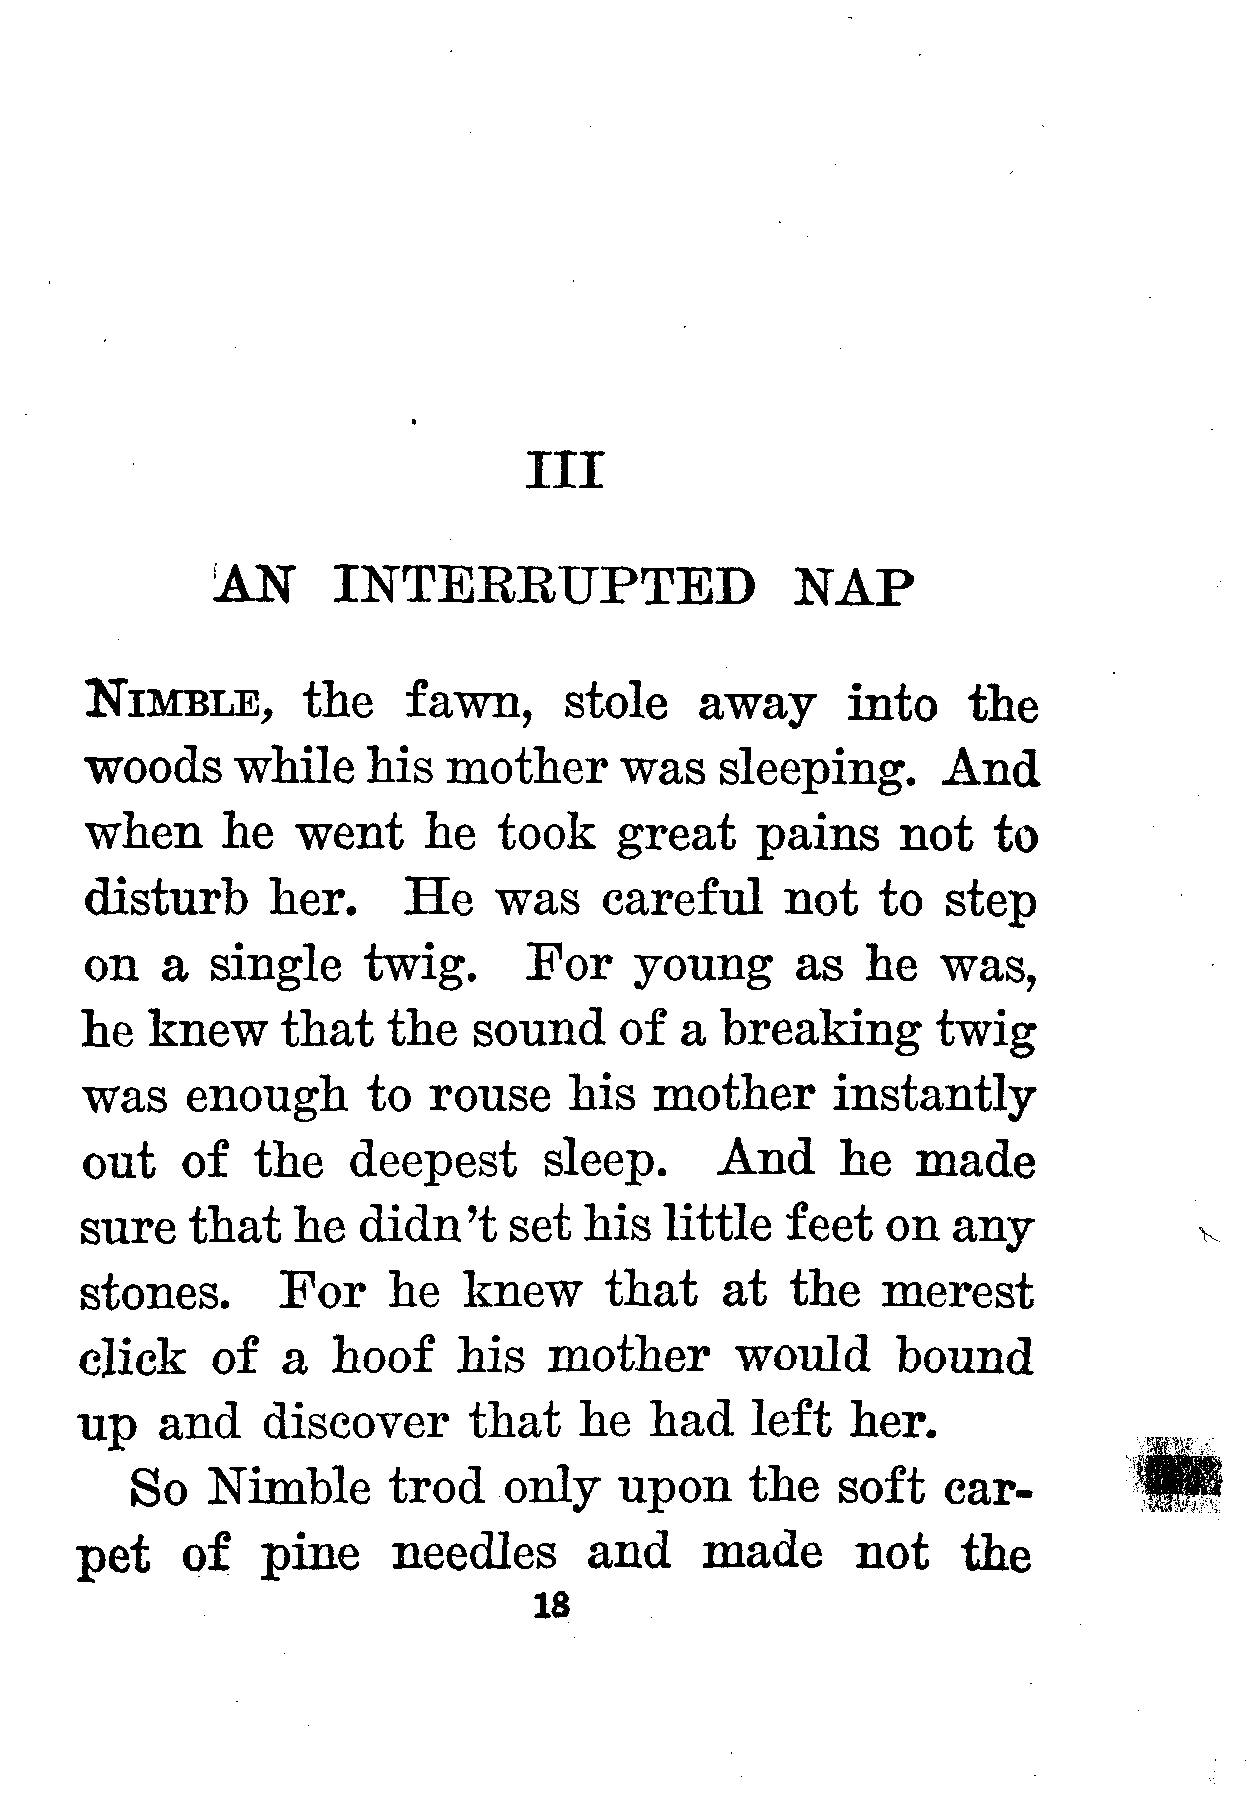 III
AN INTERRUPTED NAP
NIMBLE, the fawn, stole away into the
woods while his mother was sleeping. And
when he went he took great pains not to
disturb her. He was careful not to step
on a single twig. For young as he was,
he knew that the sound of a breaking twig
was enough to rouse his mother instantly
out of the deepest sleep. And he made
sure that he didn't set his little feet on any
stones. For he knew that at the merest
click of a hoof his mother would bound
up and discover that he had left her.
So Nimble trod only upon the soft car-
pet of pine needles and made not the
18